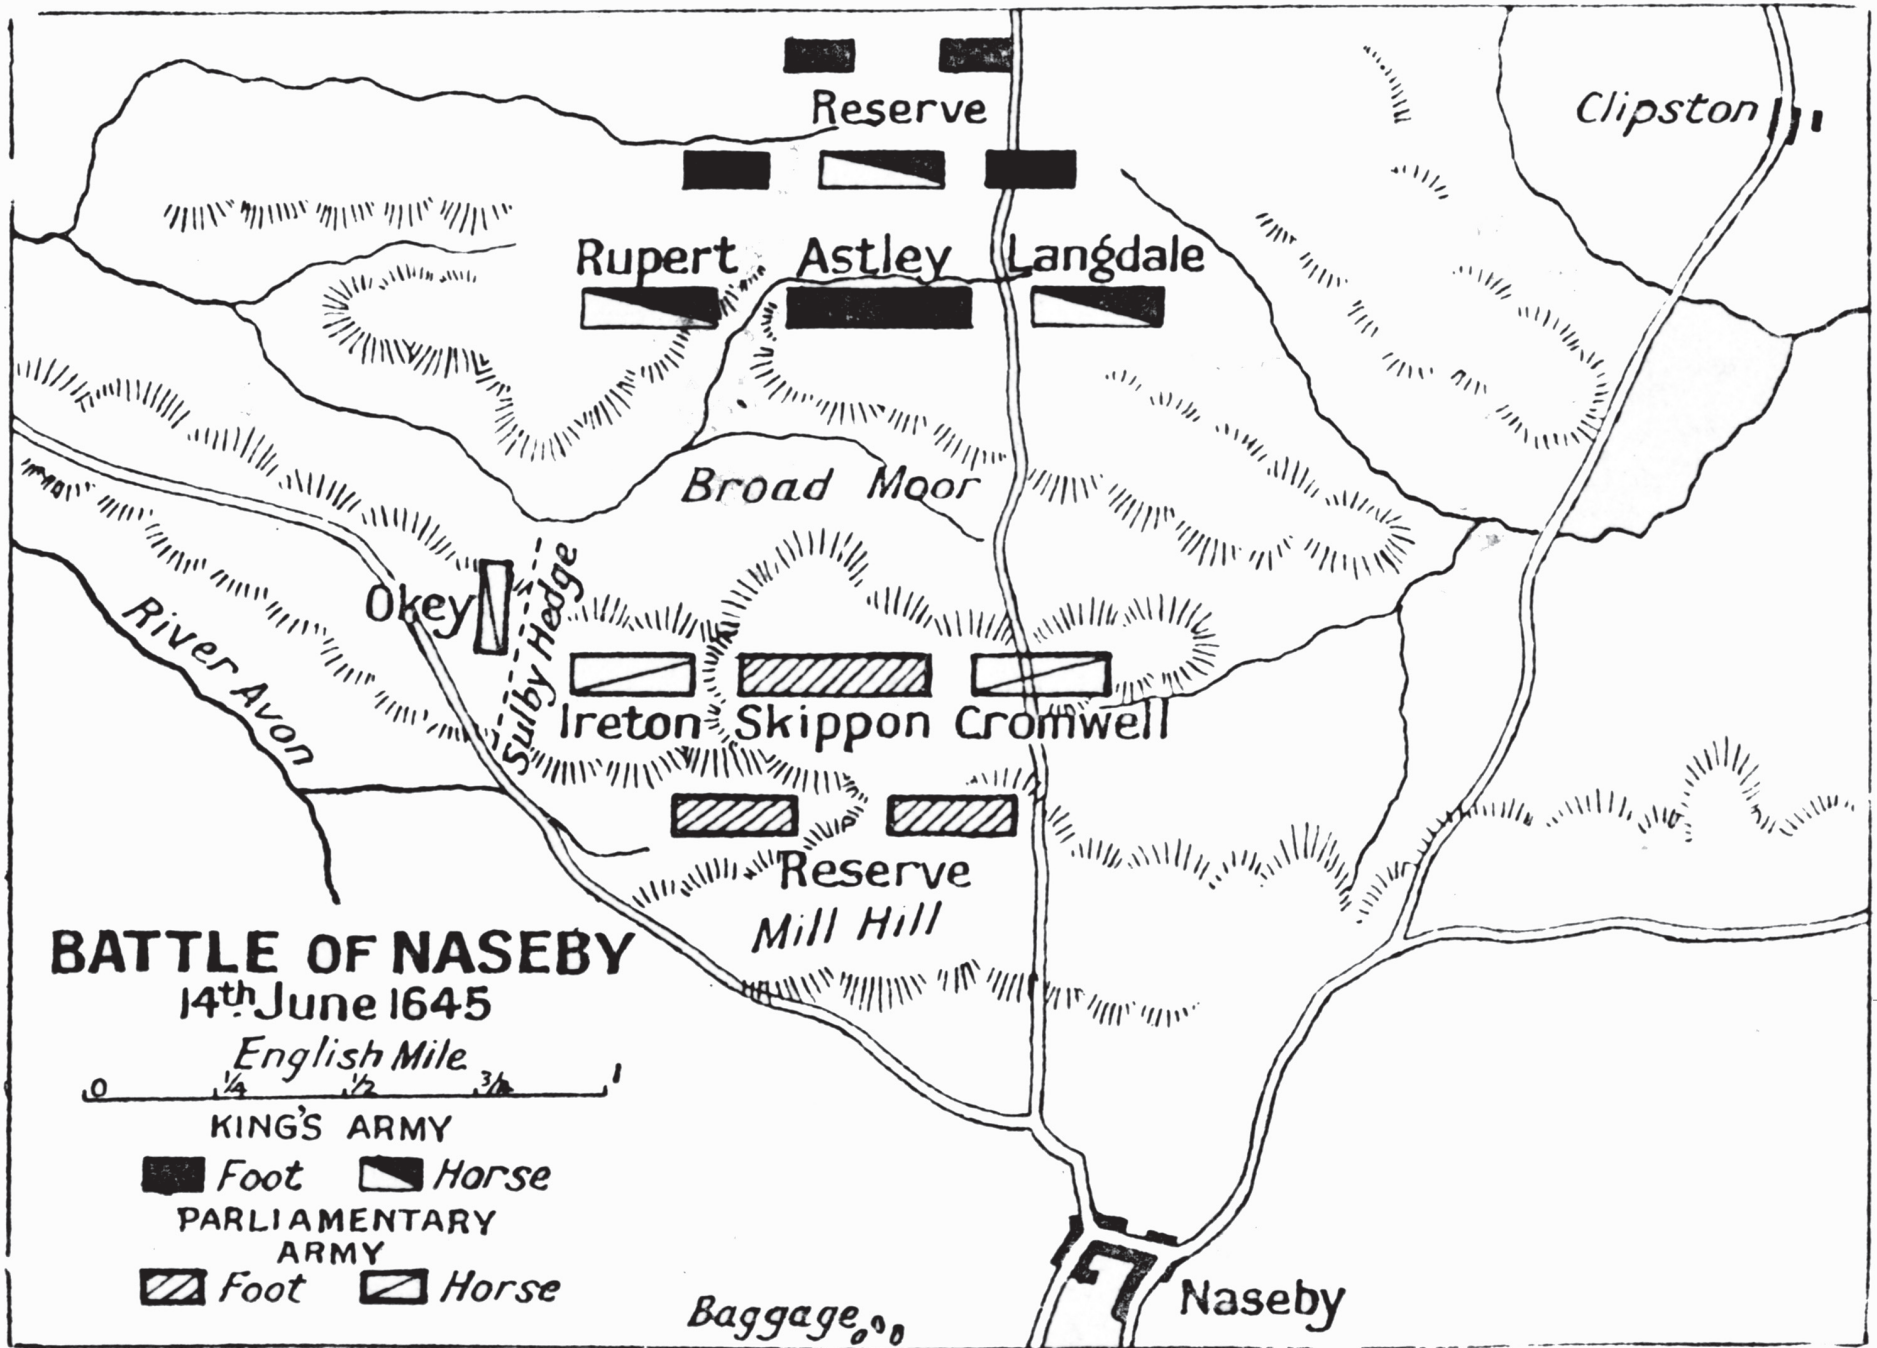 Reserve
Clipston
Rupert Astley Langdale
Broad Moor
Okey
Sulby Hedge
River Avon
Ireton Skippon Cromwell
Reserve
Mill Hill
BATTLE OF NASEBY
14th June 1645
English Mile
0 1/4 1/2 3/4 1
KING'S ARMY
Foot Horse
PARLIAMENTARY
ARMY
Foot Horse
Baggage
Naseby